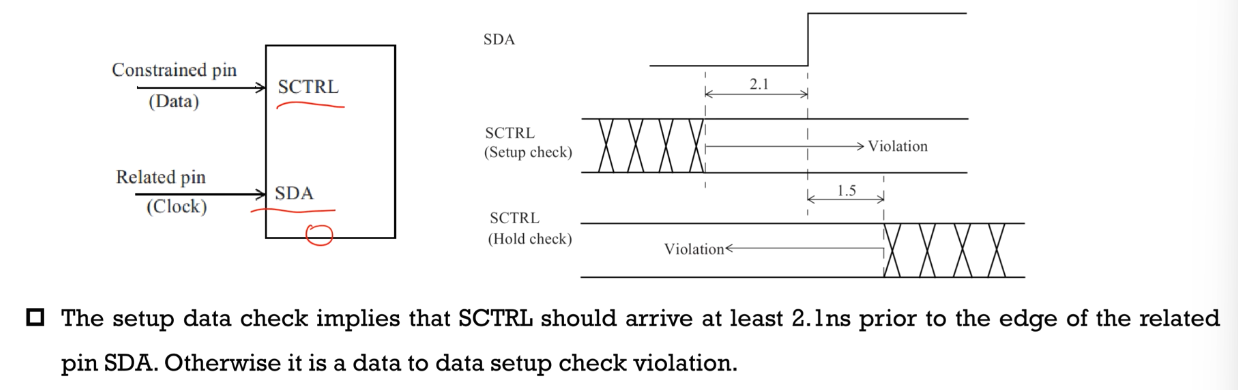 Constrained pin
(Data)
SCTRL
Related pin
(Clock)
SDA
SDA
2.1
SCTRL
(Setup check)
Violation
1.5
SCTRL
(Hold check)
Violation
The setup data check implies that SCTRL should arrive at least 2.1ns prior to the edge of the related
pin SDA. Otherwise it is a data to data setup check violation.